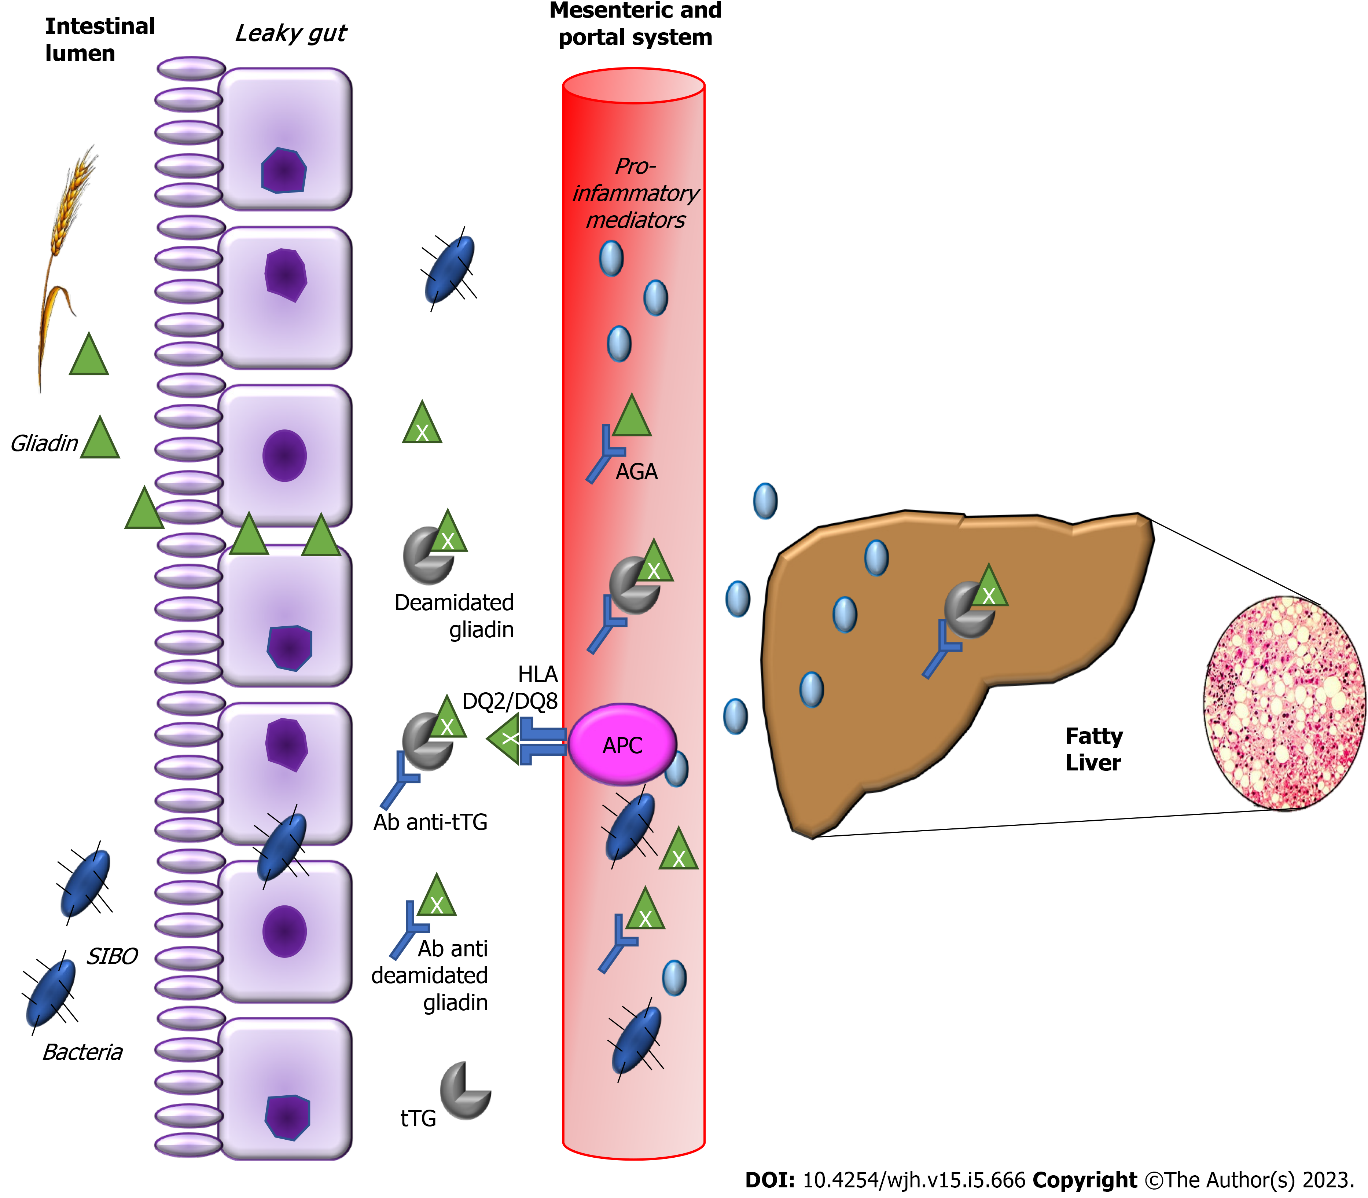 Intestinal
lumen
Leaky gut
Mesenteric and
portal system
Pro-
infammatory
mediators
Gliadin
X
AGA
X
X
X
Deamidated
gliadin
HLA
DQ2/DQ8
X
X
APC
Ab anti-tTG
Fatty
Liver
X
X
X
Ab anti
deamidated
gliadin
SIBO
Bacteria
tTG
DOI: 10.4254/wjh.v15.i5.666 Copyright ©The Author(s) 2023.